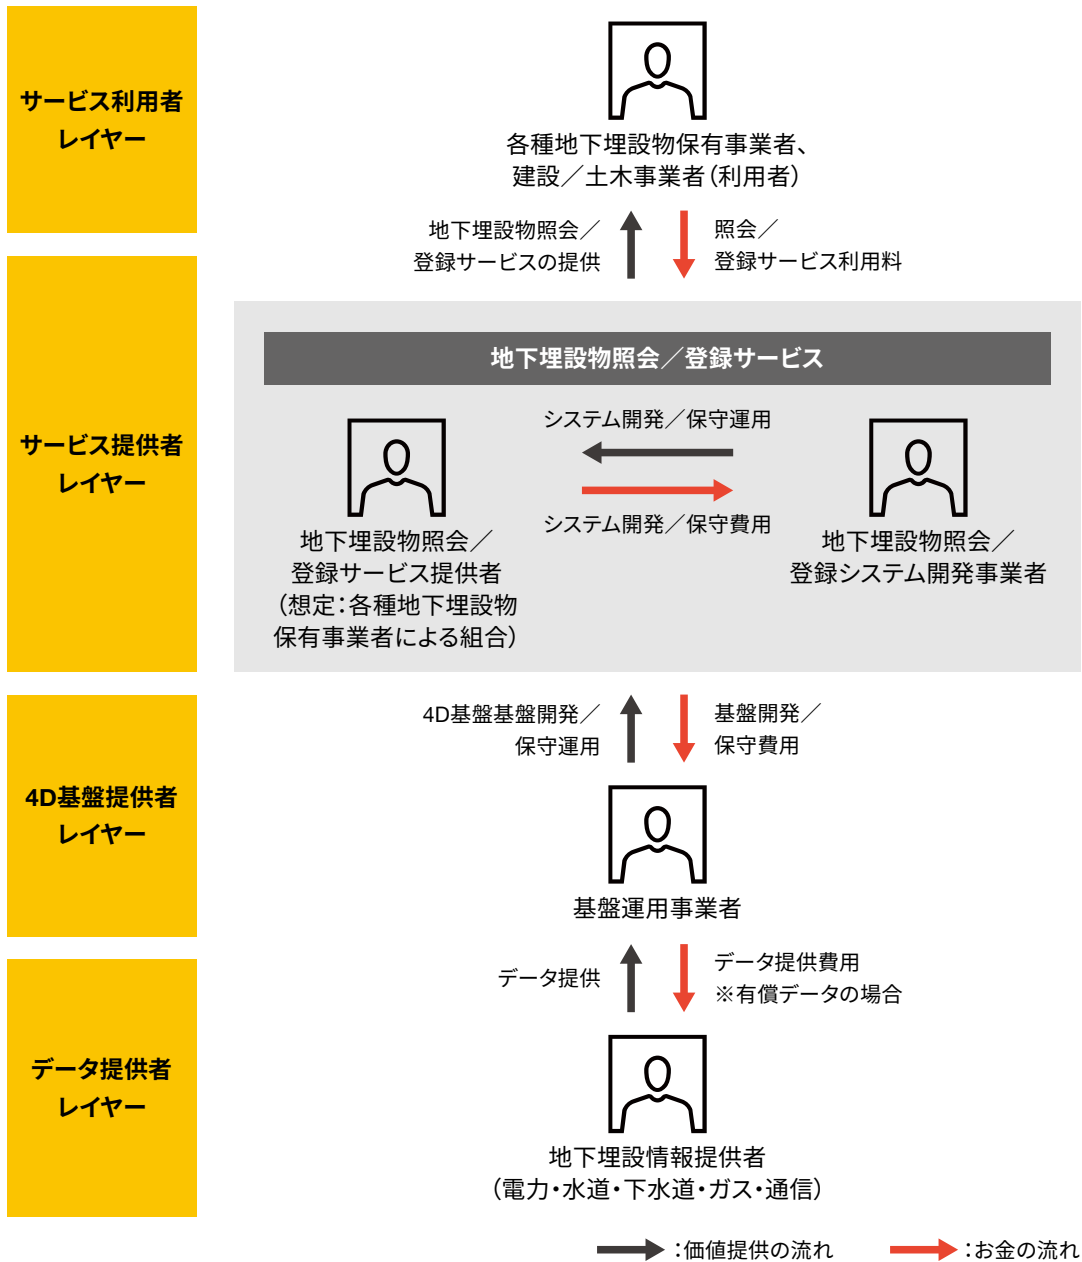 サービス利用者
レイヤー
各種地下埋設物保有事業者、
建設／土木事業者（利用者）
地下埋設物照会／
登録サービスの提供
照会／
登録サービス利用料
サービス提供者
レイヤー
地下埋設物照会／登録サービス
システム開発／保守運用
システム開発／保守費用
地下埋設物照会／
登録サービス提供者
（想定：各種地下埋設物
保有事業者による組合）
地下埋設物照会／
登録システム開発事業者
4D基盤提供者
レイヤー
4D基盤基盤開発／
保守運用
基盤開発／
保守費用
基盤運用事業者
データ提供
データ提供費用
※有償データの場合
データ提供者
レイヤー
地下埋設情報提供者
（電力・水道・下水道・ガス・通信）
：価値提供の流れ
：お金の流れ